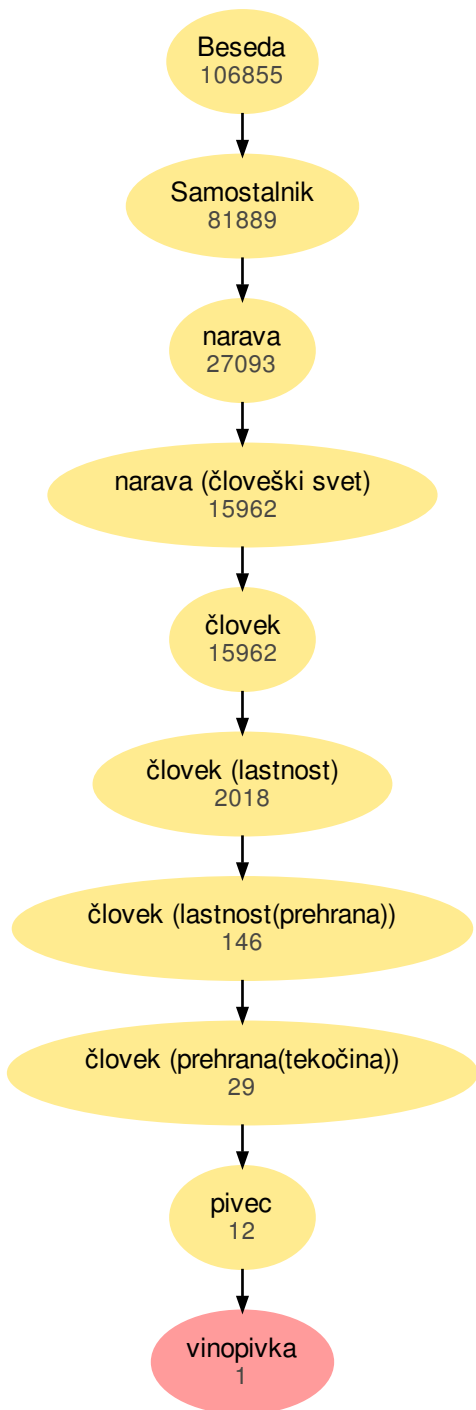 Beseda
106855
Samostalnik
81889
narava
27093
narava (človeški svet)
15962
človek
15962
človek (lastnost)
2018
človek (lastnost(prehrana))
146
človek (prehrana(tekočina))
29
pivec
12
vinopivka
1